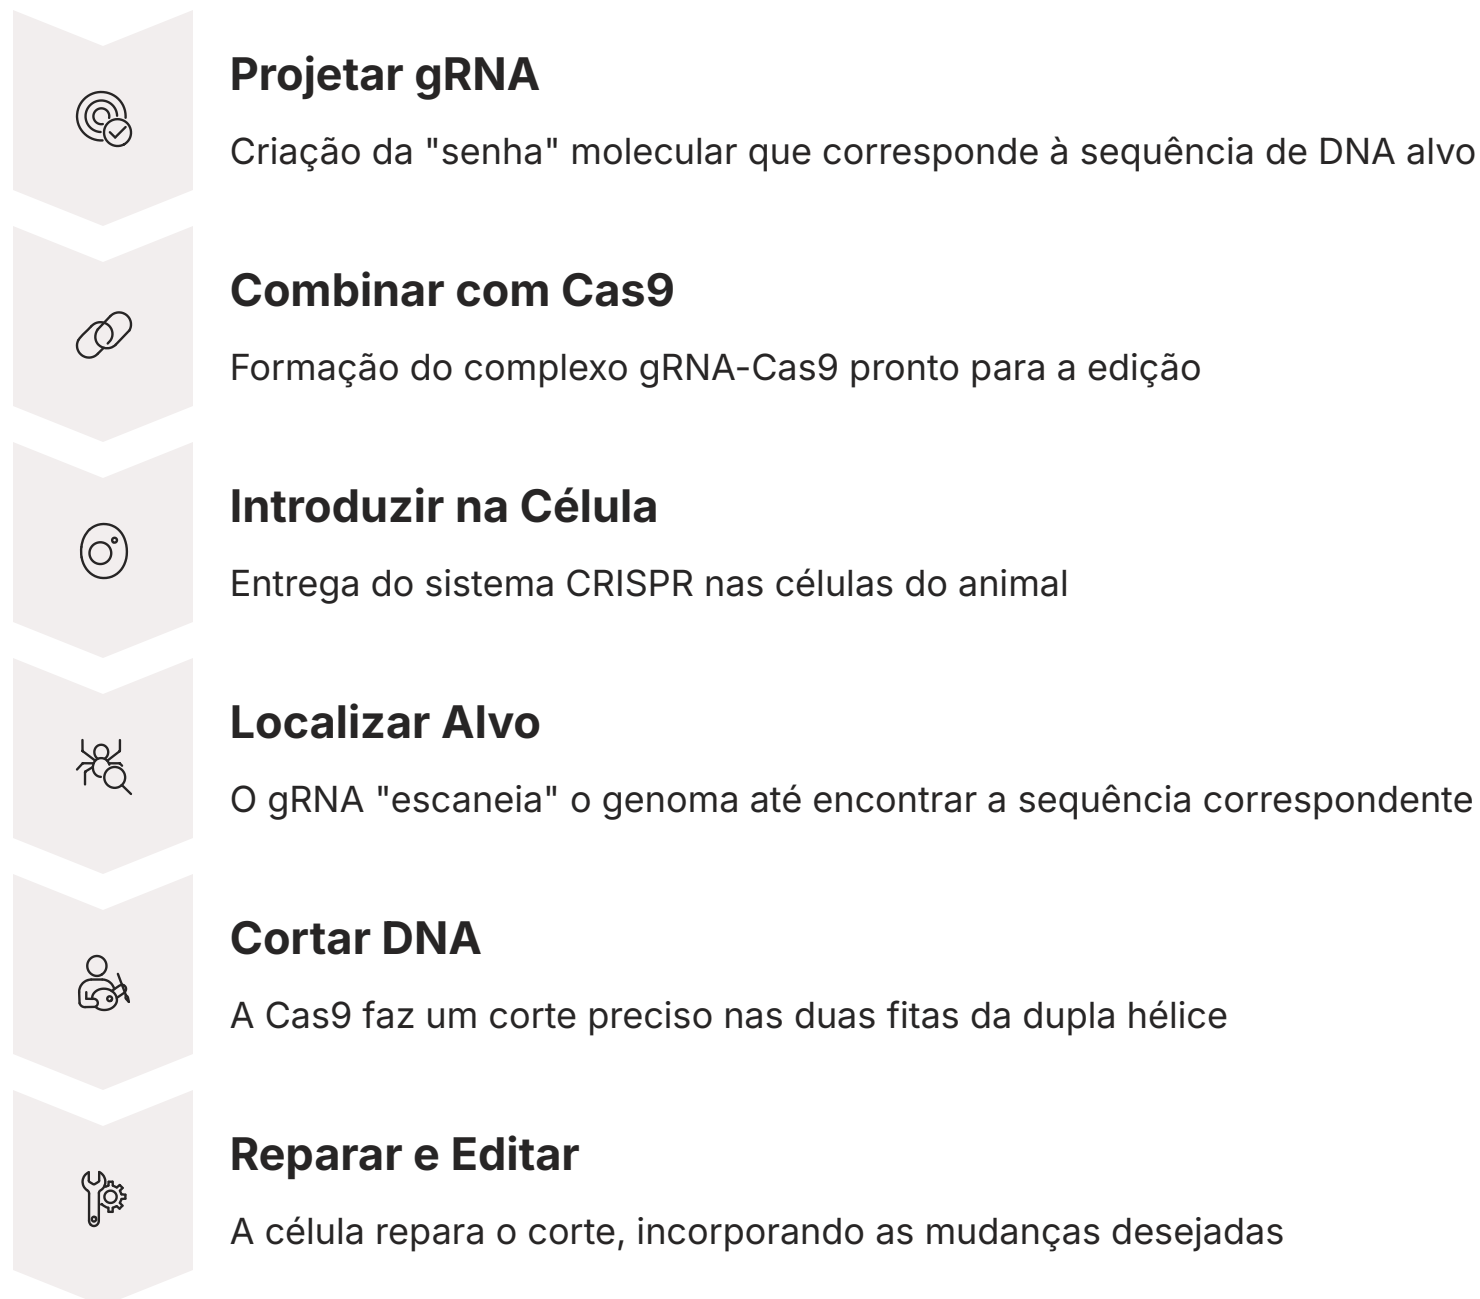 Projetar gRNA
Criação da "senha" molecular que corresponde à sequência de DNA alvo
Combinar com Cas9
Formação do complexo gRNA-Cas9 pronto para a edição
Introduzir na Célula
Entrega do sistema CRISPR nas células do animal
Localizar Alvo
O gRNA "escaneia" o genoma até encontrar a sequência correspondente
Cortar DNA
A Cas9 faz um corte preciso nas duas fitas da dupla hélice
Reparar e Editar
A célula repara o corte, incorporando as mudanças desejadas